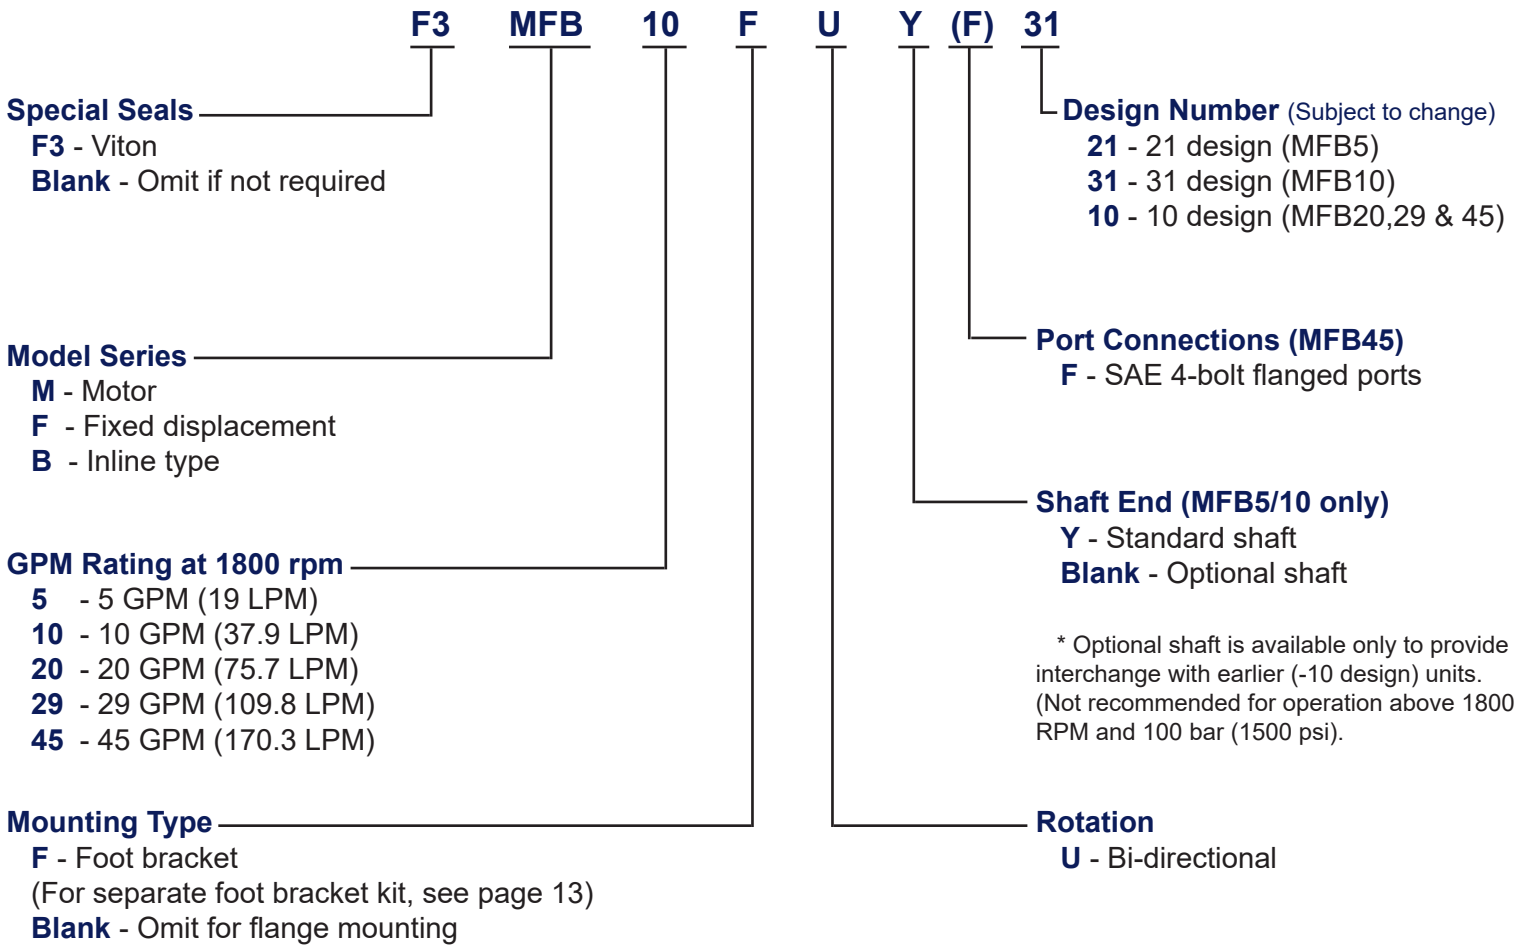 F3 MFB 10 F U Y (F) 31
Special Seals
F3 - Viton
Blank - Omit if not required
Model Series
M - Motor
F - Fixed displacement
B - Inline type
GPM Rating at 1800 rpm
5 - 5 GPM (19 LPM)
10 - 10 GPM (37.9 LPM)
20 - 20 GPM (75.7 LPM)
29 - 29 GPM (109.8 LPM)
45 - 45 GPM (170.3 LPM)
Mounting Type
F - Foot bracket
(For separate foot bracket kit, see page 13)
Blank - Omit for flange mounting
Design Number (Subject to change)
21 - 21 design (MFB5)
31 - 31 design (MFB10)
10 - 10 design (MFB20,29 & 45)
Port Connections (MFB45)
F - SAE 4-bolt flanged ports
Shaft End (MFB5/10 only)
Y - Standard shaft
Blank - Optional shaft
* Optional shaft is available only to provide
interchange with earlier (-10 design) units.
(Not recommended for operation above 1800
RPM and 100 bar (1500 psi).
Rotation
U - Bi-directional